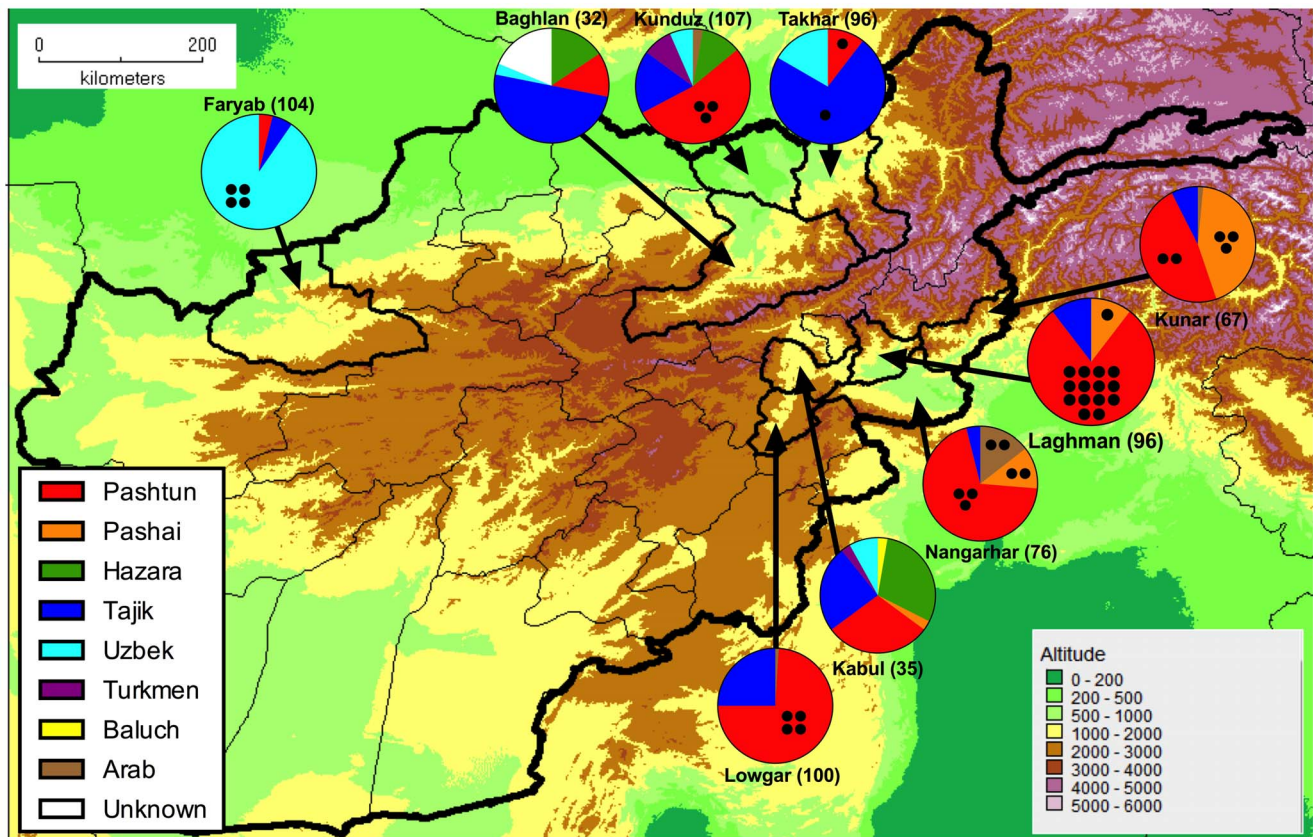 0 200
kilometers
Baghlan (32)
Kunduz (107)
Takhar (96)
Faryab (104)
Kunar (67)
Laghman (96)
Nangarhar (76)
Kabul (35)
Lowgar (100)
Pashtun
Pashai
Hazara
Tajik
Uzbek
Turkmen
Baluch
Arab
Unknown
Altitude
0 - 200
200 - 500
500 - 1000
1000 - 2000
2000 - 3000
3000 - 4000
4000 - 5000
5000 - 6000